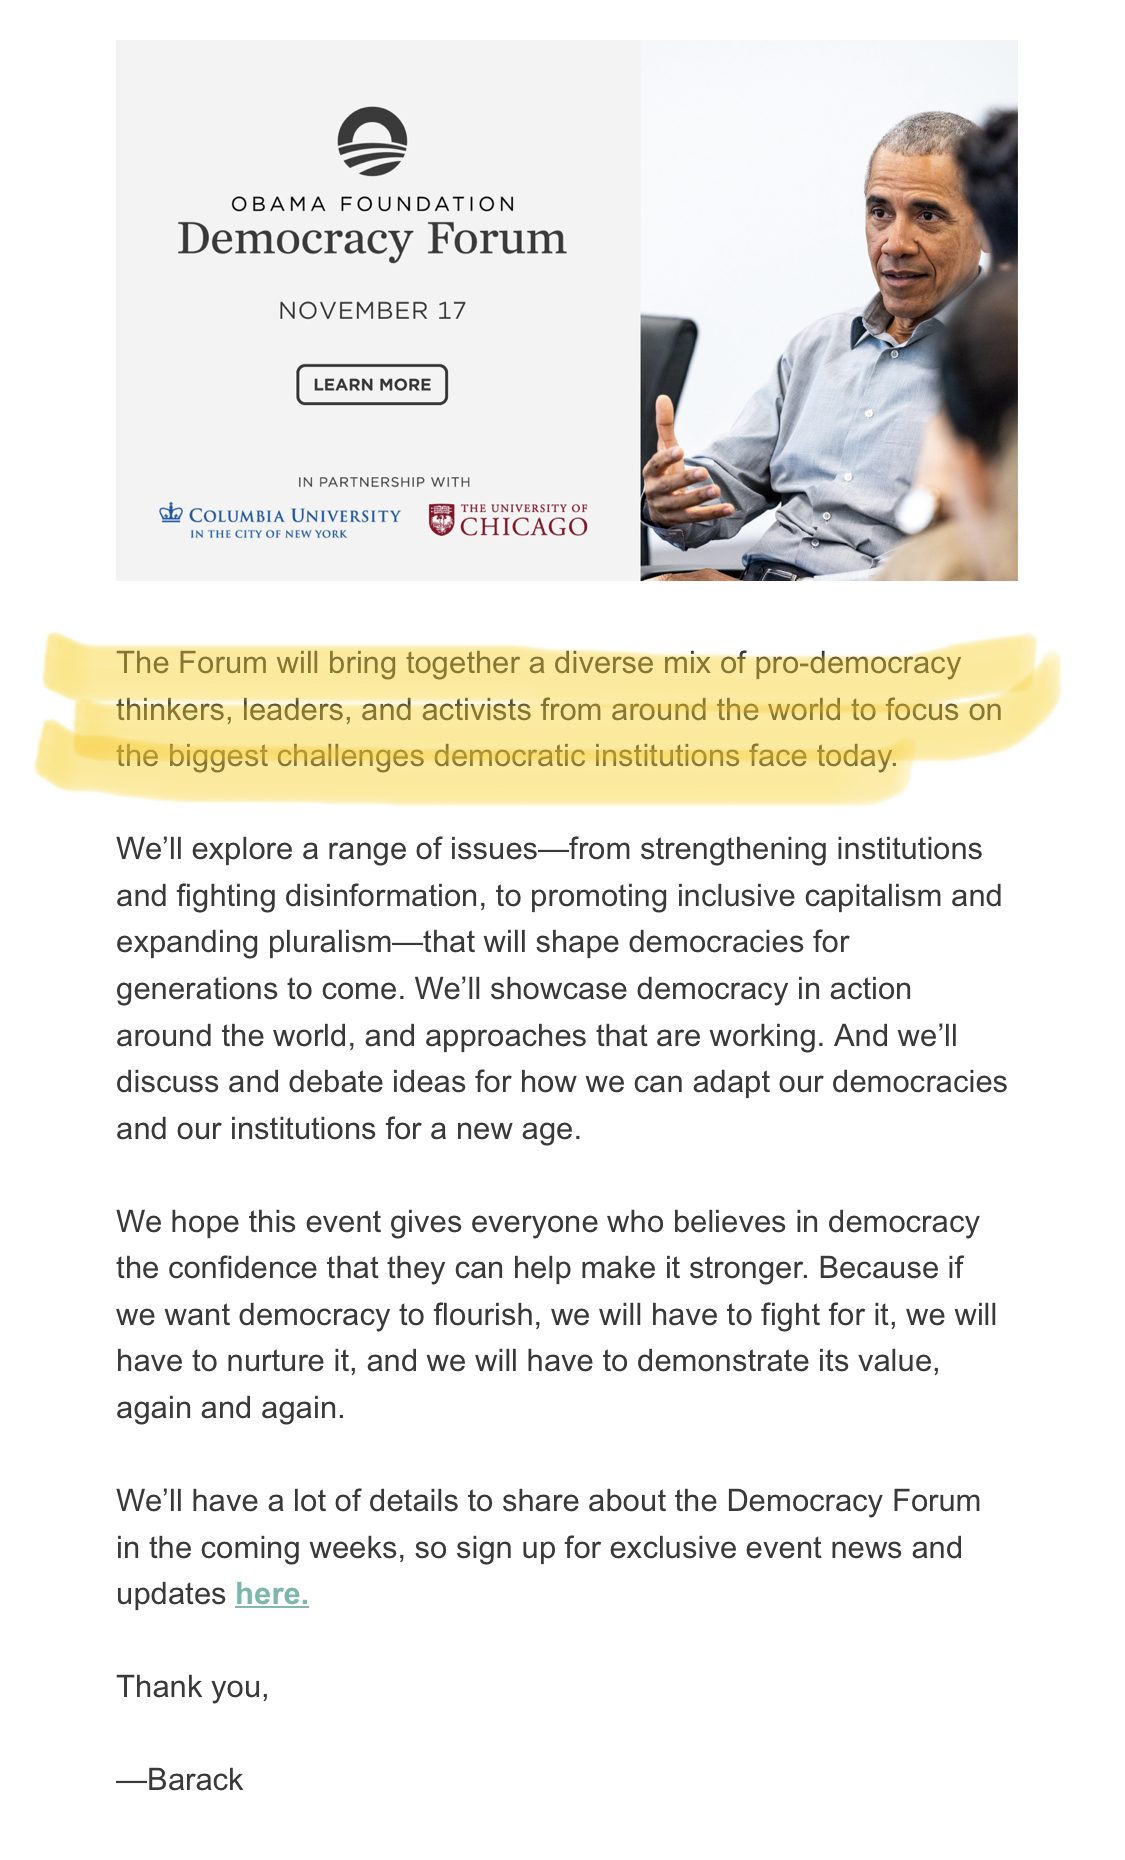 OBAMA FOUNDATION
Democracy Forum
NOVEMBER 17
LEARN MORE
IN PARTNERSHIP WITH
COLUMBIA UNIVERSITY
IN THE CITY OF NEW YORK
THE UNIVERSITY OF
CHICAGO
The Forum will bring together a diverse mix of pro-democracy
thinkers, leaders, and activists from around the world to focus on
the biggest challenges democratic institutions face today.
We’ll explore a range of issues—from strengthening institutions
and fighting disinformation, to promoting inclusive capitalism and
expanding pluralism—that will shape democracies for
generations to come. We’ll showcase democracy in action
around the world, and approaches that are working. And we’ll
discuss and debate ideas for how we can adapt our democracies
and our institutions for a new age.
We hope this event gives everyone who believes in democracy
the confidence that they can help make it stronger. Because if
we want democracy to flourish, we will have to fight for it, we will
have to nurture it, and we will have to demonstrate its value,
again and again.
We’ll have a lot of details to share about the Democracy Forum
in the coming weeks, so sign up for exclusive event news and
updates here.
Thank you,
—Barack